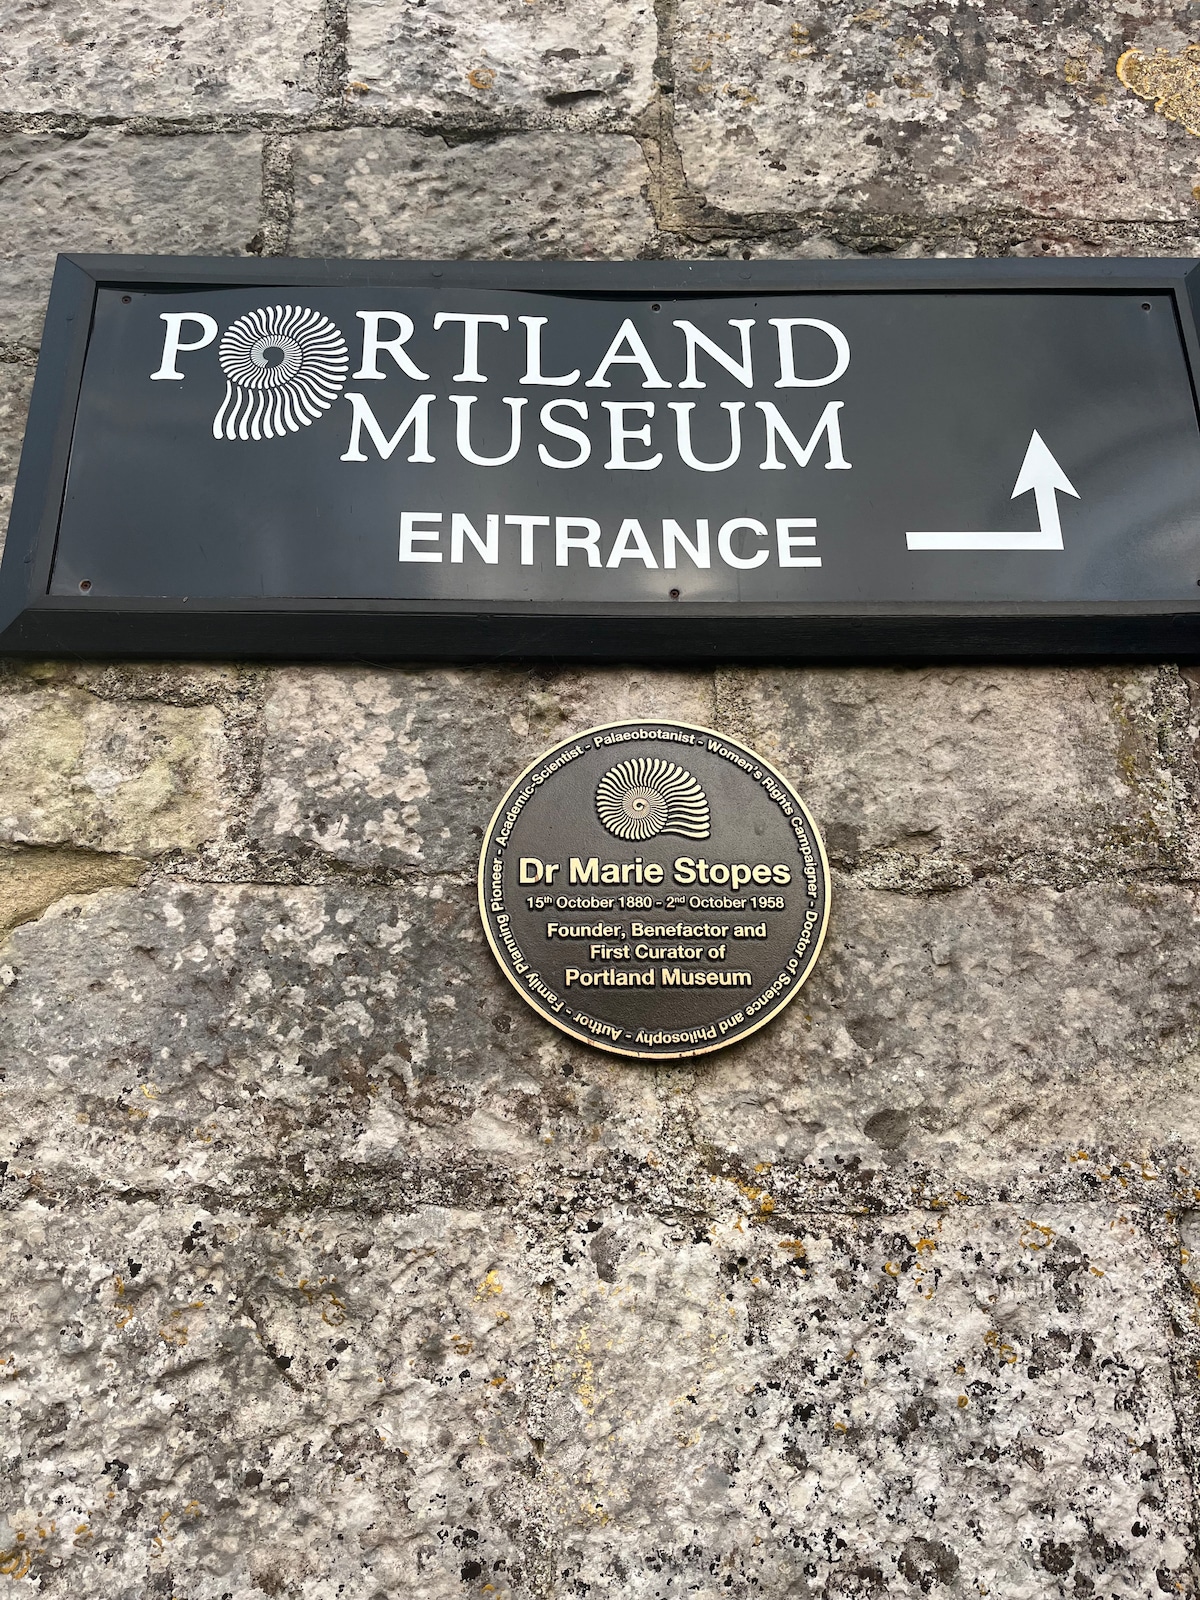 PORTLAND
MUSEUM
ENTRANCE
Academic-Scientist - Palaeobotanist - Women's Rights Campaigner - Doctor of Science and Philosophy - Author - Family Planning Pioneer -
Dr Marie Stopes
15th October 1880 - 2nd October 1958
Founder, Benefactor and
First Curator of
Portland Museum